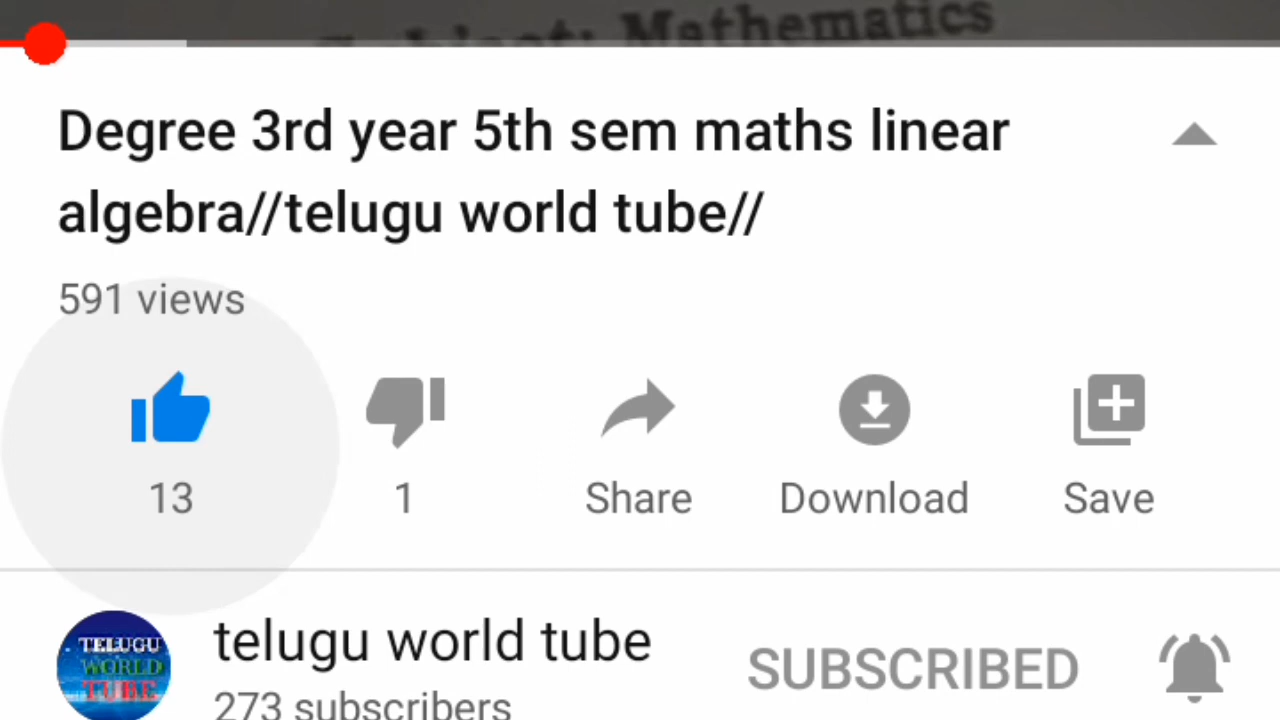 Subject: Mathematics
Degree 3rd year 5th sem maths linear
algebra//telugu world tube//
591 views
13
1
Share
Download
Save
TELUGU
WORLD
TUBE
telugu world tube
273 subscribers
SUBSCRIBED